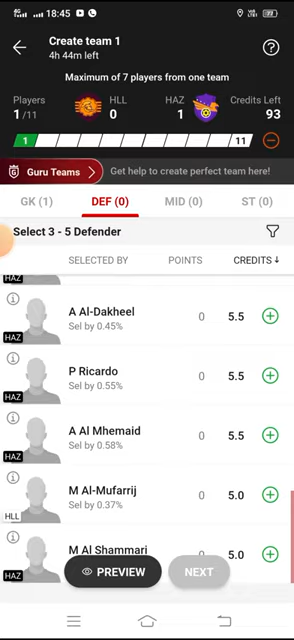 18:45
Create team 1
4h 44m left
Maximum of 7 players from one team
Players
1 /11
HLL
0
HAZ
1
Credits Left
93
1
11
Guru Teams
Get help to create perfect team here!
GK (1)
DEF (0)
MID (0)
ST (0)
Select 3 - 5 Defender
SELECTED BY
POINTS
CREDITS
HAZ
A Al-Dakheel
Sel by 0.45%
0
5.5
HAZ
P Ricardo
Sel by 0.55%
0
5.5
HAZ
A Al Mhemaid
Sel by 0.58%
0
5.5
HAZ
M Al-Mufarrij
Sel by 0.37%
0
5.0
HLL
M Al Shammari
0
5.0
HAZ
PREVIEW
NEXT